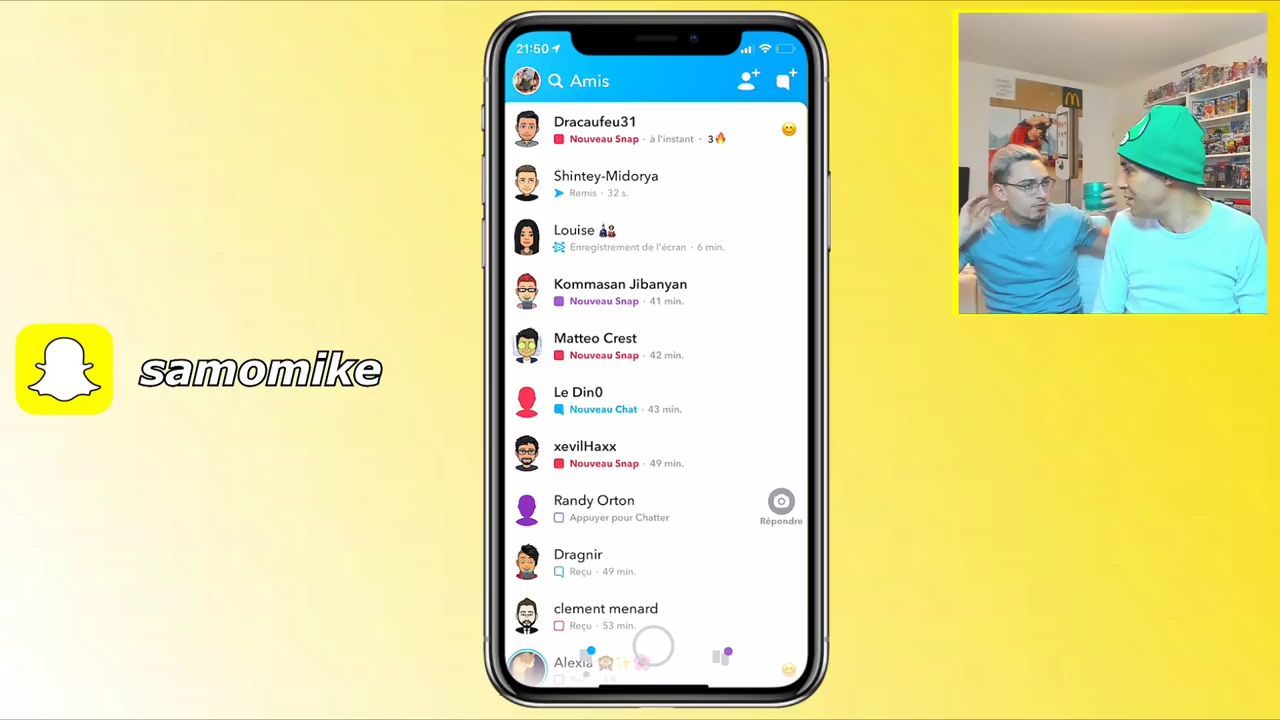 21:50
Amis
Dracaufeu31
Nouveau Snap · à l'instant · 3🔥
Shintey-Midorya
Remis · 32 s.
Louise
Enregistrement de l'écran · 6 min.
Kommasan Jibanyan
Nouveau Snap · 41 min.
Matteo Crest
Nouveau Snap · 42 min.
samomike
Le Din0
Nouveau Chat · 43 min.
xevilHaxx
Nouveau Snap · 49 min.
Randy Orton
Appuyer pour Chatter
Répondre
Dragnir
Reçu · 49 min.
clement menard
Reçu · 53 min.
Alexia